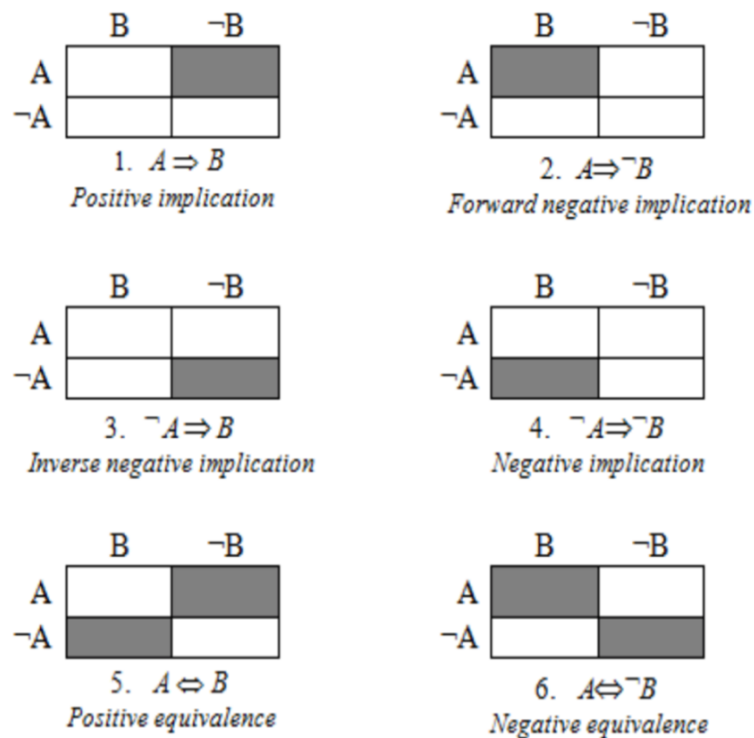 B ¬B
A
¬A
1. A ⇒ B
Positive implication
B ¬B
A
¬A
2. A⇒¬B
Forward negative implication
B ¬B
A
¬A
3. ¬A⇒ B
Inverse negative implication
B ¬B
A
¬A
4. ¬A⇒¬B
Negative implication
B ¬B
A
¬A
5. A ⇔ B
Positive equivalence
B ¬B
A
¬A
6. A⇔¬B
Negative equivalence